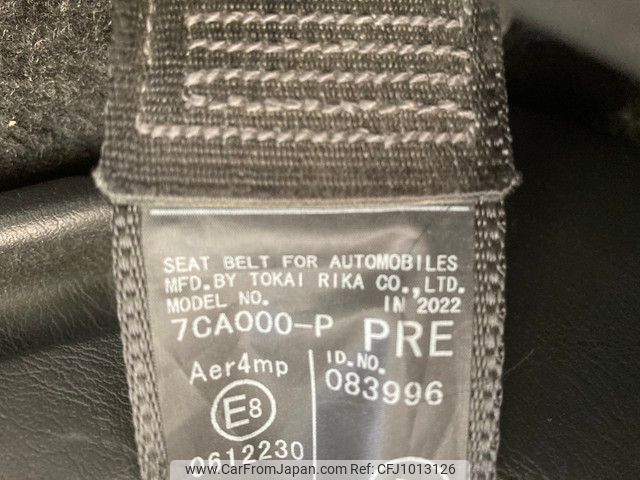 SEAT BELT FOR AUTOMOBILES
MFD.BY TOKAI RIKA CO.,LTD.
MODEL NO. IN 2022
7CA000-P PRE
Aer4mp
E8
0612230
ID.NO.
083996
www.CarFromJapan.com REF:1013126